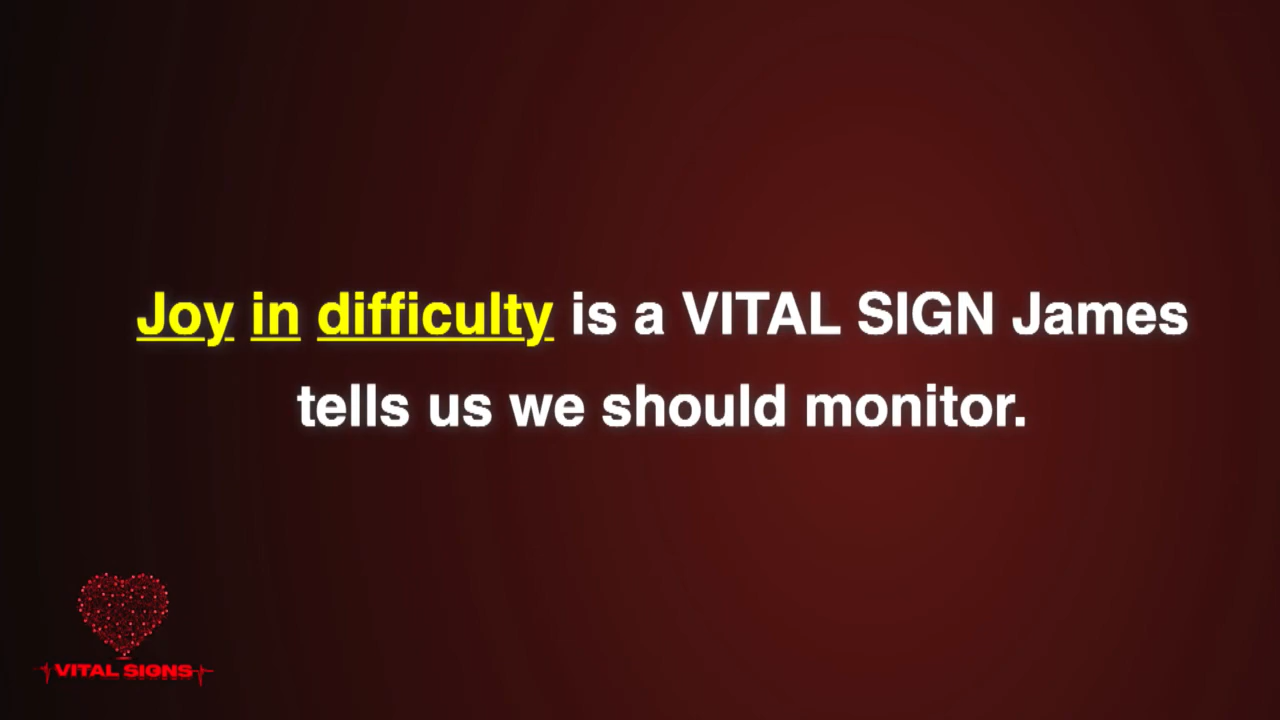 Joy in difficulty is a VITAL SIGN James
tells us we should monitor.
VITAL SIGNS